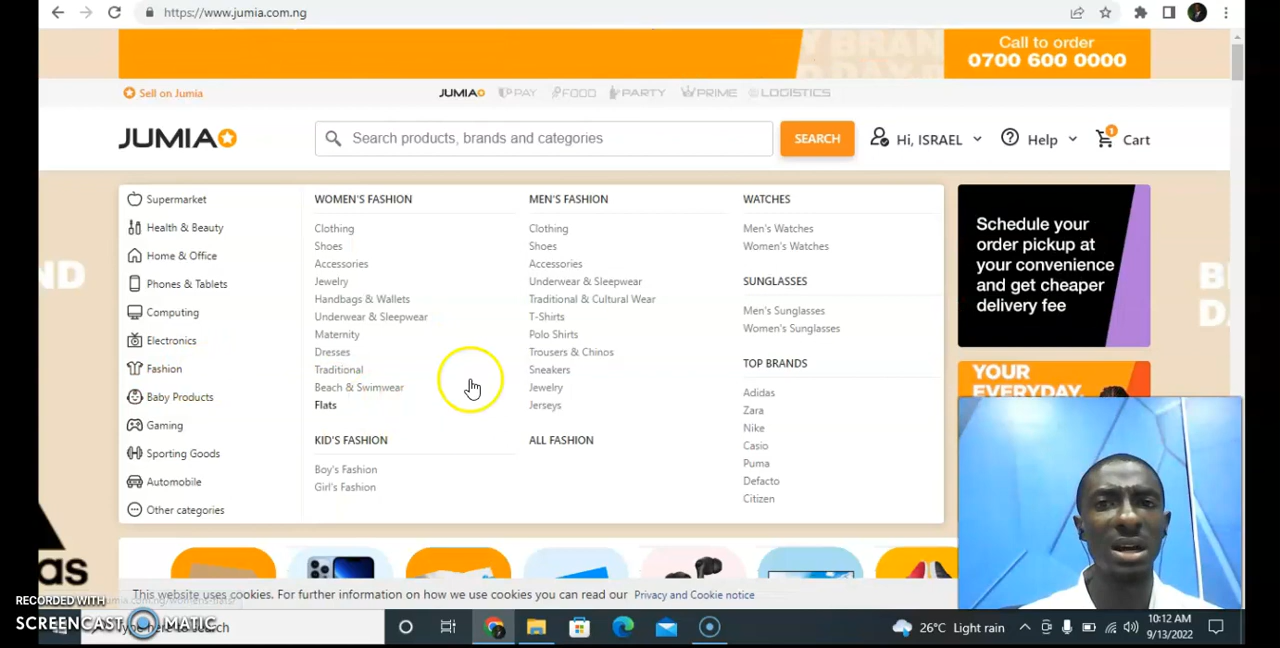 https://www.jumia.com.ng
Call to order
0700 600 0000
Sell on Jumia
JUMIA PAY FOOD PARTY PRIME LOGISTICS
JUMIA
Search products, brands and categories
SEARCH
Hi, ISRAEL
Help
1
Cart
Supermarket
Health & Beauty
Home & Office
Phones & Tablets
Computing
Electronics
Fashion
Baby Products
Gaming
Sporting Goods
Automobile
Other categories
WOMEN'S FASHION
Clothing
Shoes
Accessories
Jewelry
Handbags & Wallets
Underwear & Sleepwear
Maternity
Dresses
Traditional
Beach & Swimwear
Flats
KID'S FASHION
Boy's Fashion
Girl's Fashion
MEN'S FASHION
Clothing
Shoes
Accessories
Underwear & Sleepwear
Traditional & Cultural Wear
T-Shirts
Polo Shirts
Trousers & Chinos
Sneakers
Jewelry
Jerseys
ALL FASHION
WATCHES
Men's Watches
Women's Watches
SUNGLASSES
Men's Sunglasses
Women's Sunglasses
TOP BRANDS
Adidas
Zara
Nike
Casio
Puma
Defacto
Citizen
Schedule your
order pickup at
your convenience
and get cheaper
delivery fee
YOUR
EVERYDAY
This website uses cookies. For further information on how we use cookies you can read our Privacy and Cookie notice
RECORDED WITH
SCREENCAST MATIC
here to search
26°C Light rain
10:12 AM
9/13/2022